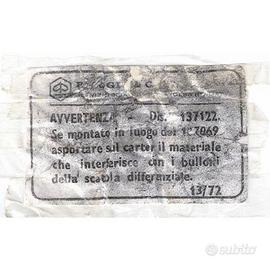 AVVERTENZA - Dis. 137122.
Se montato in luogo del
asportare sul carter il materiale
che interferisce con i bulloni
della scatola differenziale.
13/72
subito